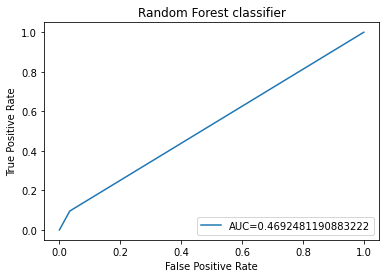 Random Forest classifier
True Positive Rate
1.0
0.8
0.6
0.4
0.2
0.0
AUC=0.4692481190883222
0.0 0.2 0.4 0.6 0.8 1.0
False Positive Rate